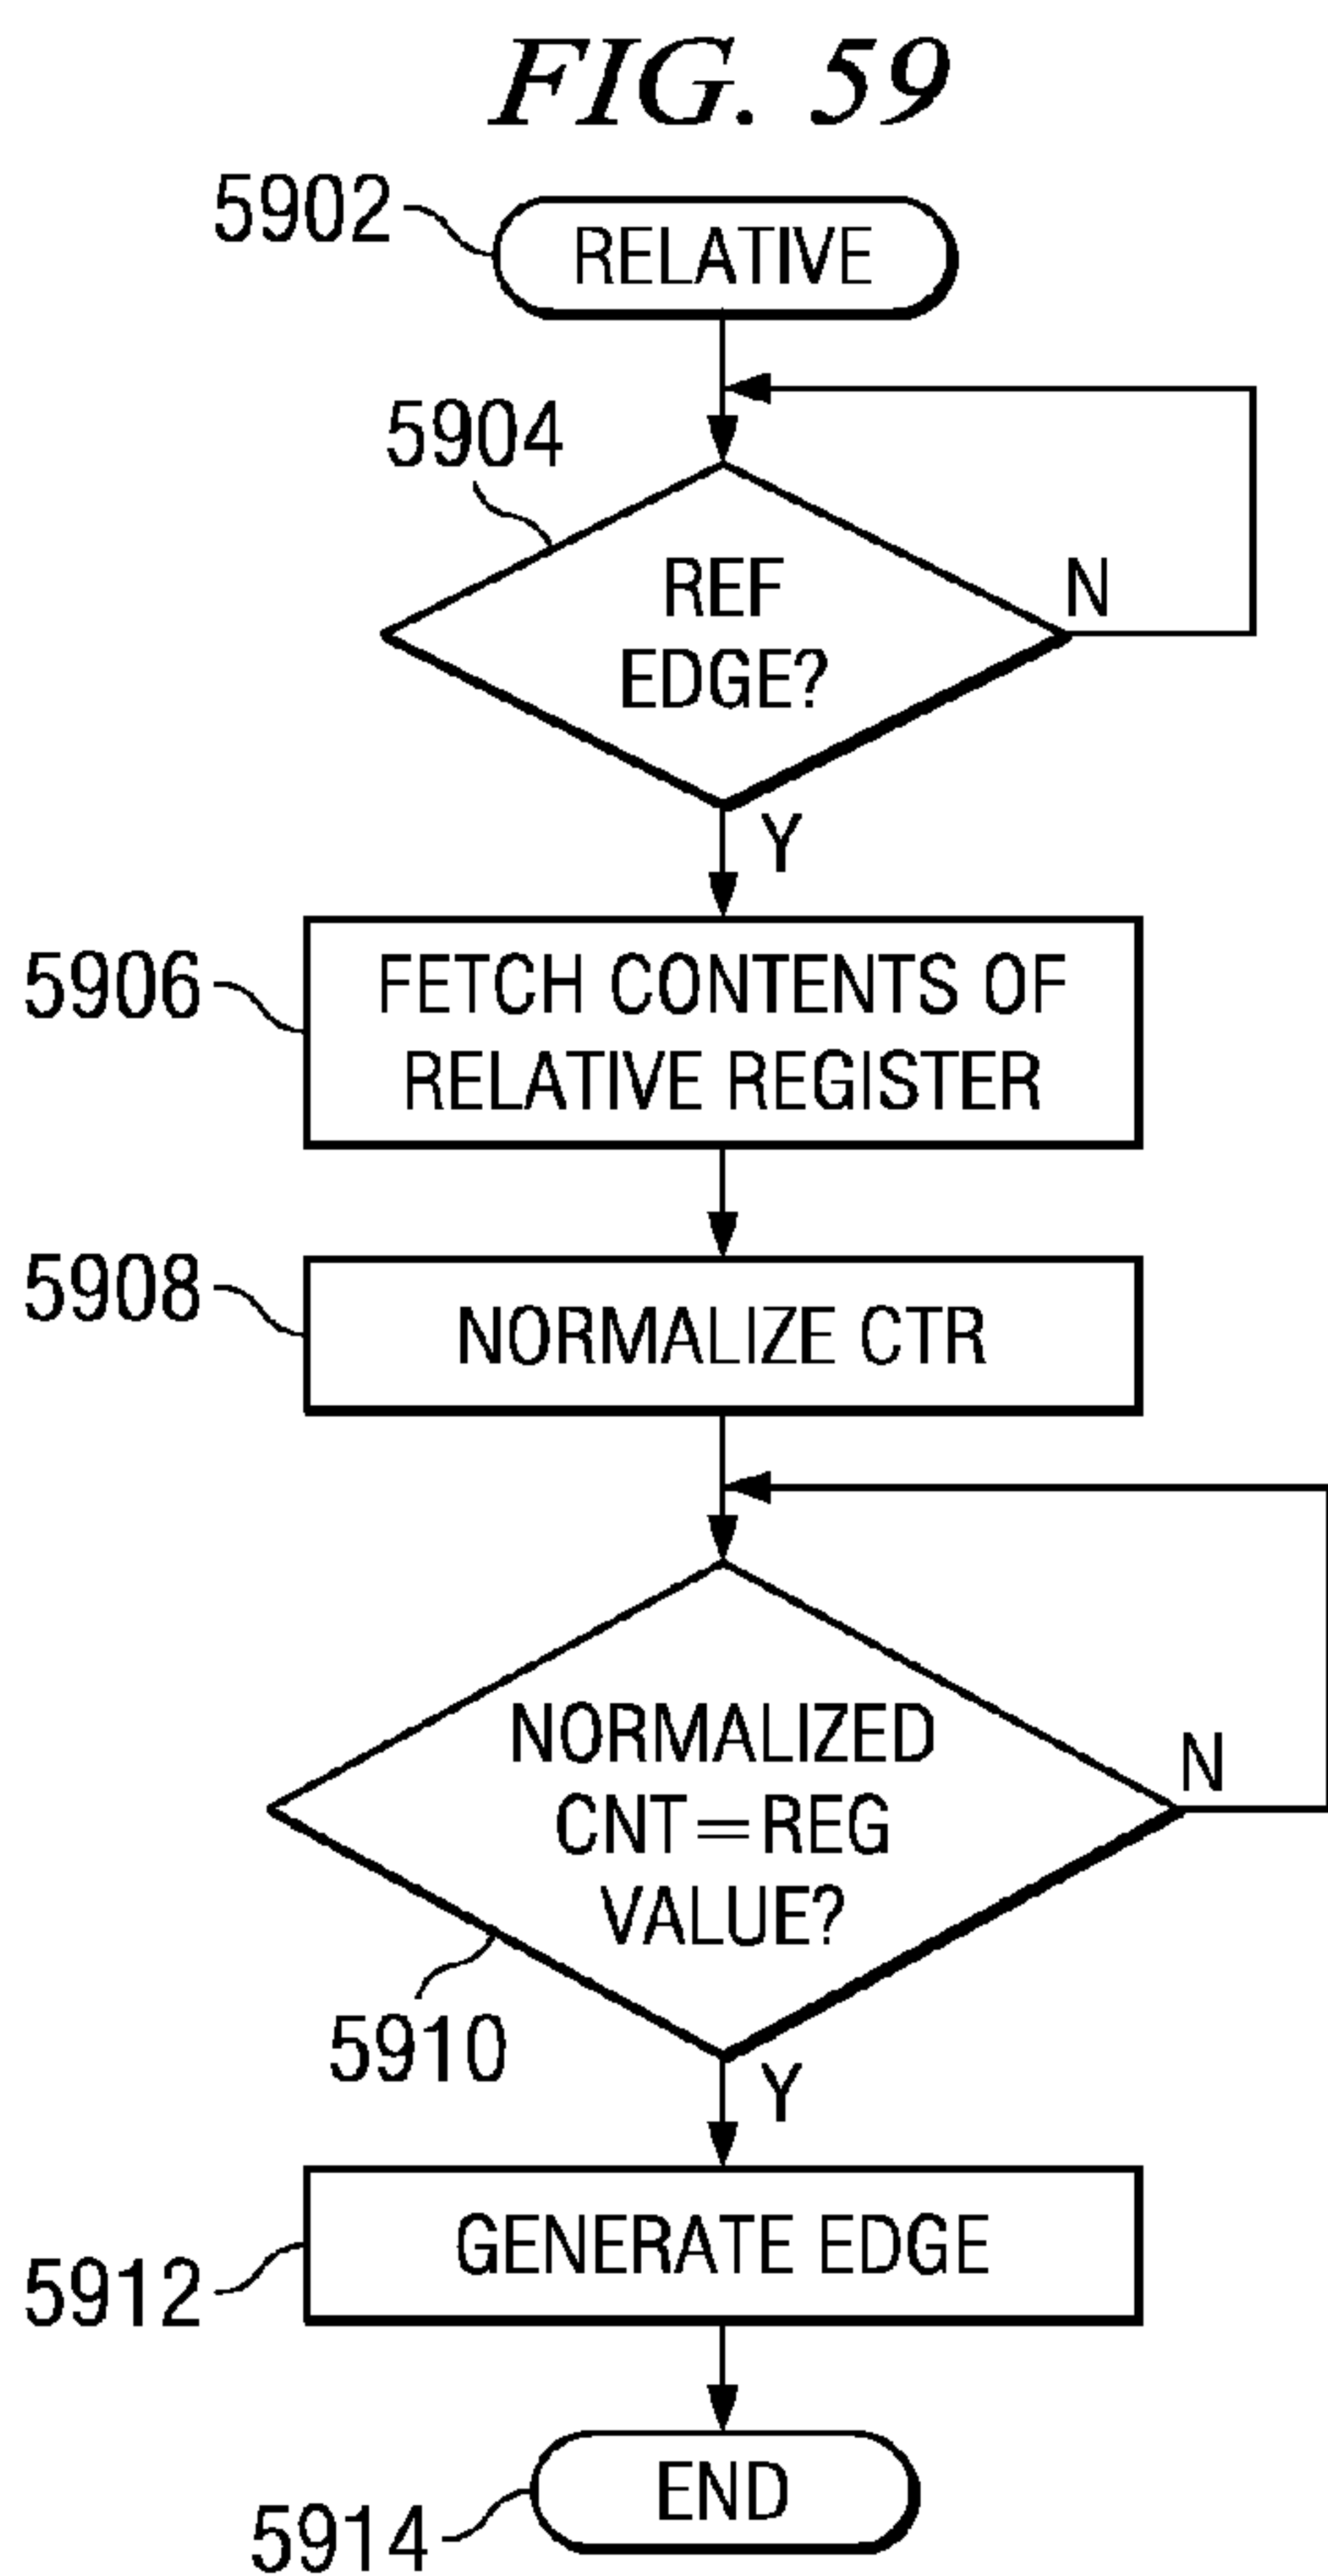 FIG. 59
5902
RELATIVE
5904
REF
EDGE?
N
Y
5906
FETCH CONTENTS OF
RELATIVE REGISTER
5908
NORMALIZE CTR
NORMALIZED
CNT=REG
VALUE?
N
5910
Y
GENERATE EDGE
5912
END
5914